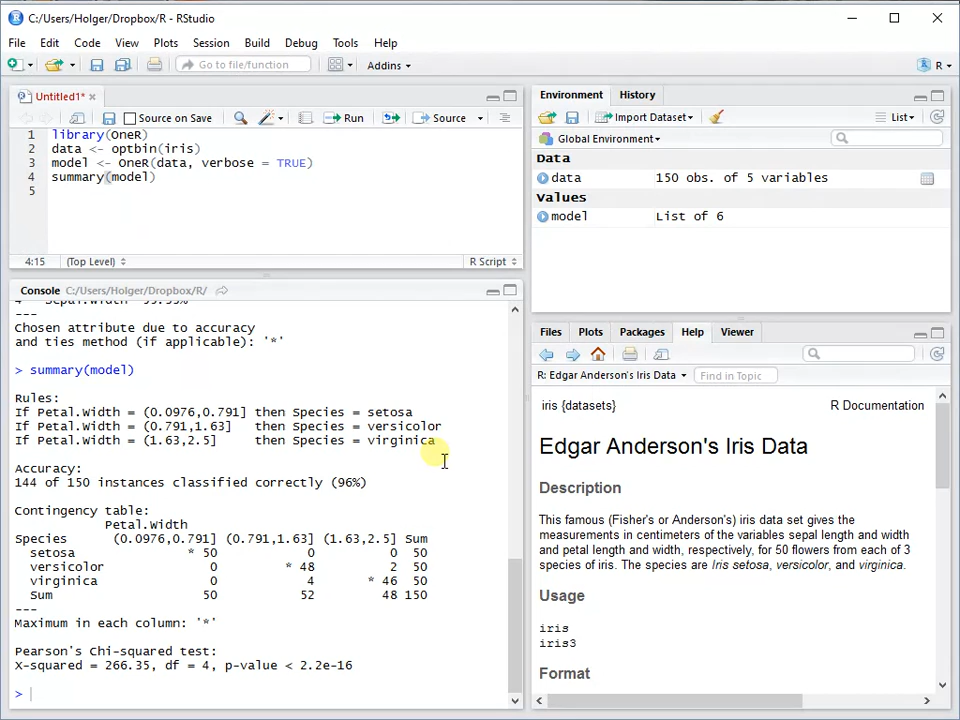 C:/Users/Holger/Dropbox/R - RStudio
File Edit Code View Plots Session Build Debug Tools Help
Go to file/function Addins R
Untitled1*
Source on Save Run Source
1 library(OneR)
2 data <- optbin(iris)
3 model <- OneR(data, verbose = TRUE)
4 summary(model)
5
4:15 (Top Level) R Script
Console C:/Users/Holger/Dropbox/R/
---
Chosen attribute due to accuracy
and ties method (if applicable): '*'
> summary(model)
Rules:
If Petal.Width = (0.0976,0.791] then Species = setosa
If Petal.Width = (0.791,1.63] then Species = versicolor
If Petal.Width = (1.63,2.5] then Species = virginica
Accuracy:
144 of 150 instances classified correctly (96%)
Contingency table:
Petal.Width
Species (0.0976,0.791] (0.791,1.63] (1.63,2.5] Sum
setosa * 50 0 0 50
versicolor 0 * 48 2 50
virginica 0 4 * 46 50
Sum 50 52 48 150
---
Maximum in each column: '*'
Pearson's Chi-squared test:
X-squared = 266.35, df = 4, p-value < 2.2e-16
>
Environment History
Import Dataset List
Global Environment
Data
data 150 obs. of 5 variables
Values
model List of 6
Files Plots Packages Help Viewer
R: Edgar Anderson's Iris Data Find in Topic
iris {datasets} R Documentation
Edgar Anderson's Iris Data
Description
This famous (Fisher's or Anderson's) iris data set gives the
measurements in centimeters of the variables sepal length and width
and petal length and width, respectively, for 50 flowers from each of 3
species of iris. The species are Iris setosa, versicolor, and virginica.
Usage
iris
iris3
Format